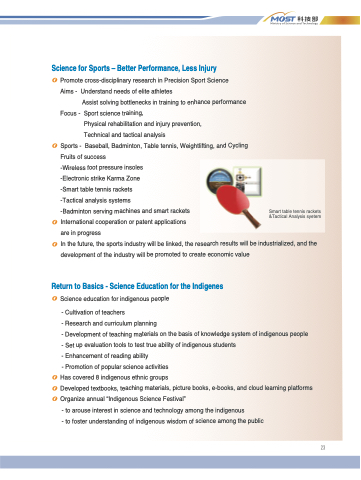 MOST 科技部
Ministry of Science and Technology
Science for Sports – Better Performance, Less Injury
Promote cross-disciplinary research in Precision Sport Science
Aims - Understand needs of elite athletes
Assist solving bottlenecks in training to enhance performance
Focus - Sport science training,
Physical rehabilitation and injury prevention,
Technical and tactical analysis
Sports - Baseball, Badminton, Table tennis, Weightlifting, and Cycling
Fruits of success
-Wireless foot pressure insoles
-Electronic strike Karma Zone
-Smart table tennis rackets
-Tactical analysis systems
-Badminton serving machines and smart rackets
Smart table tennis rackets
&Tactical Analysis system
International cooperation or patent applications
are in progress
In the future, the sports industry will be linked, the research results will be industrialized, and the
development of the industry will be promoted to create economic value
Return to Basics - Science Education for the Indigenes
Science education for indigenous people
- Cultivation of teachers
- Research and curriculum planning
- Development of teaching materials on the basis of knowledge system of indigenous people
- Set up evaluation tools to test true ability of indigenous students
- Enhancement of reading ability
- Promotion of popular science activities
Has covered 8 indigenous ethnic groups
Developed textbooks, teaching materials, picture books, e-books, and cloud learning platforms
Organize annual "Indigenous Science Festival"
- to arouse interest in science and technology among the indigenous
- to foster understanding of indigenous wisdom of science among the public
23